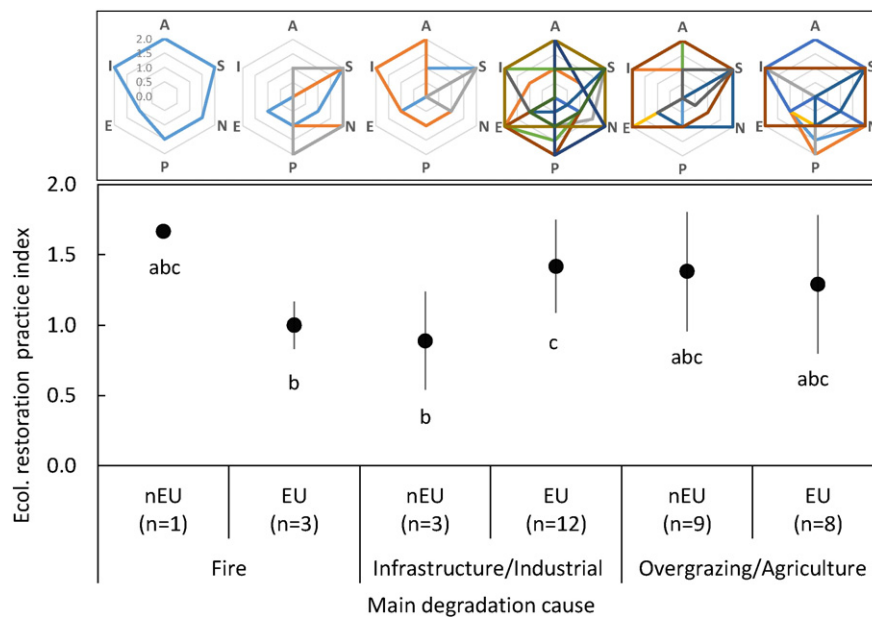 A A A A A A
2.0
I S I S I S I S I S I S
1.5
1.0
0.5
0.0
E N E N E N E N E N E N
P P P P P P
2.0
1.5
1.0
0.5
0.0
Ecol. restoration practice index
abc
b
b
c
abc
abc
nEU EU nEU EU nEU EU
(n=1) (n=3) (n=3) (n=12) (n=9) (n=8)
Fire Infrastructure/Industrial Overgrazing/Agriculture
Main degradation cause